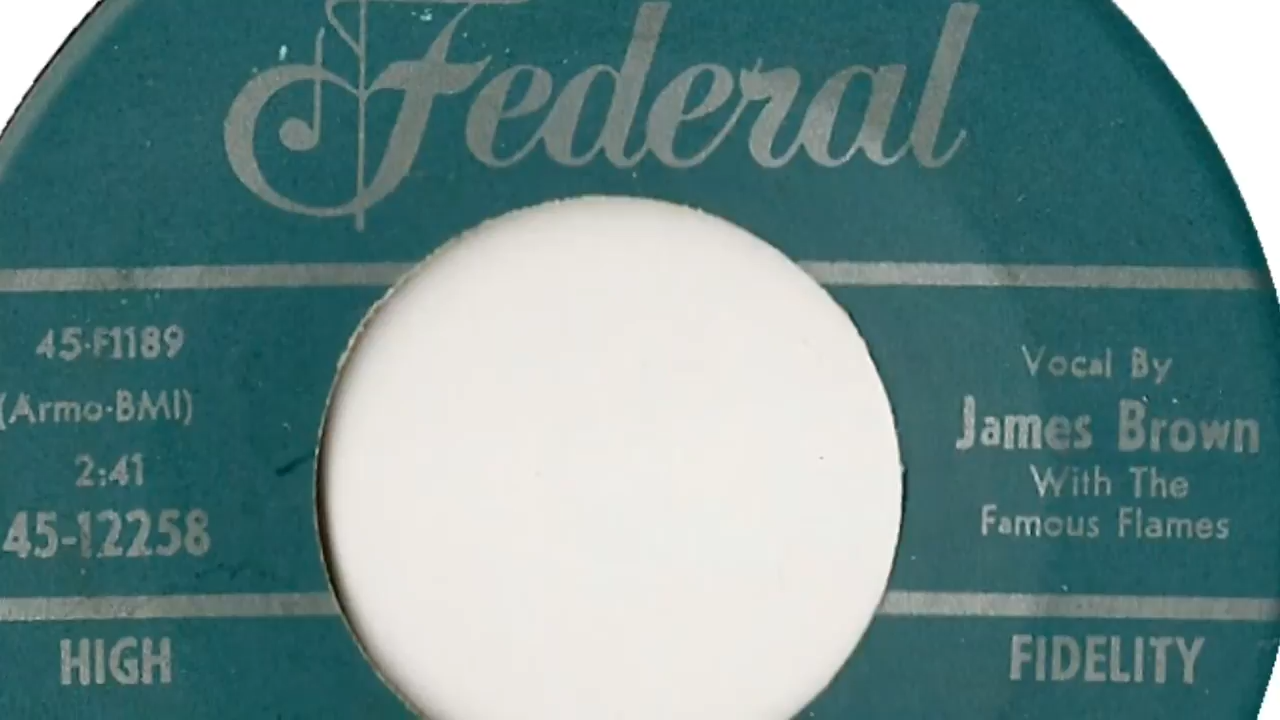 Federal
45-F1189
(Armo-BMI)
2:41
45-12258
Vocal By
James Brown
With The
Famous Flames
HIGH FIDELITY